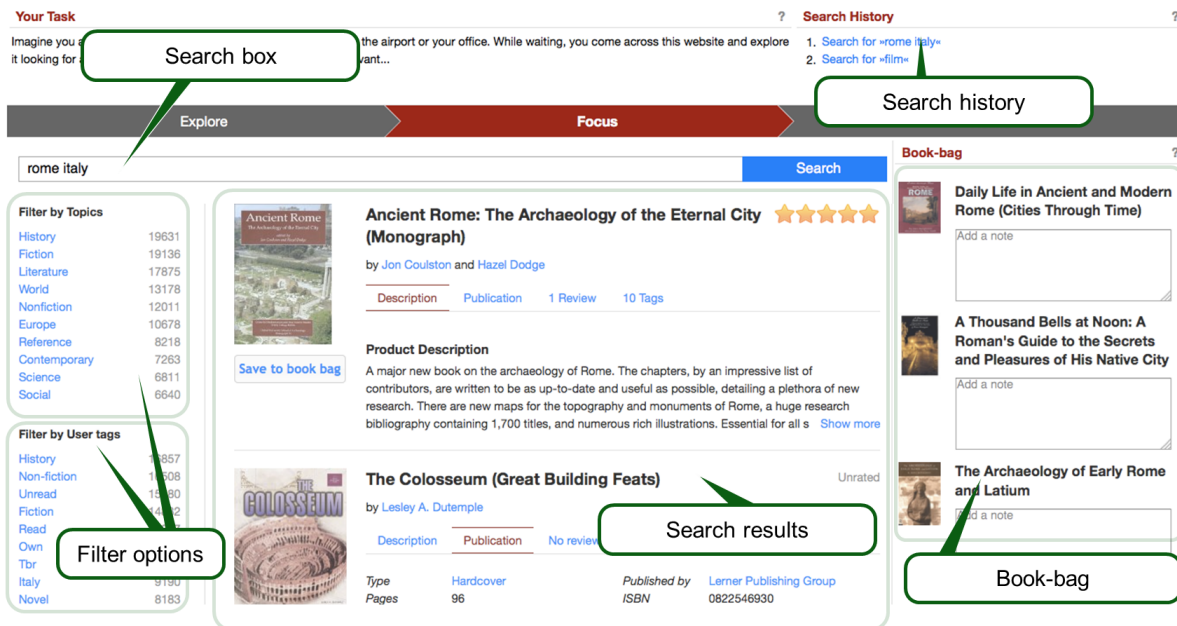 Your Task
?
Imagine you a
the airport or your office. While waiting, you come across this website and explore
it looking for
vant...
Search box
Search History
?
1. Search for »rome italy«
2. Search for »film«
Search history
Explore
Focus
rome italy
Search
Filter by Topics
History 19631
Fiction 19136
Literature 17875
World 13178
Nonfiction 12011
Europe 10678
Reference 8218
Contemporary 7263
Science 6811
Social 6640
Filter by User tags
History
Non-fiction
Unread
Fiction
Read
Own
Tbr
Italy 9190
Novel 8183
Filter options
Ancient Rome
The Archaeology of the Eternal City
Save to book bag
Ancient Rome: The Archaeology of the Eternal City
(Monograph)
by Jon Coulston and Hazel Dodge
Description Publication 1 Review 10 Tags
Product Description
A major new book on the archaeology of Rome. The chapters, by an impressive list of
contributors, are written to be as up-to-date and useful as possible, detailing a plethora of new
research. There are new maps for the topography and monuments of Rome, a huge research
bibliography containing 1,700 titles, and numerous rich illustrations. Essential for all s Show more
THE
COLOSSEUM
The Colosseum (Great Building Feats)
Unrated
by Lesley A. Dutemple
Description Publication No review
Type Hardcover Published by Lerner Publishing Group
Pages 96 ISBN 0822546930
Search results
Book-bag
?
ROME
Daily Life in Ancient and Modern
Rome (Cities Through Time)
Add a note
A Thousand Bells at Noon: A
Roman's Guide to the Secrets
and Pleasures of His Native City
Add a note
The Archaeology of Early Rome
and Latium
Add a note
Book-bag